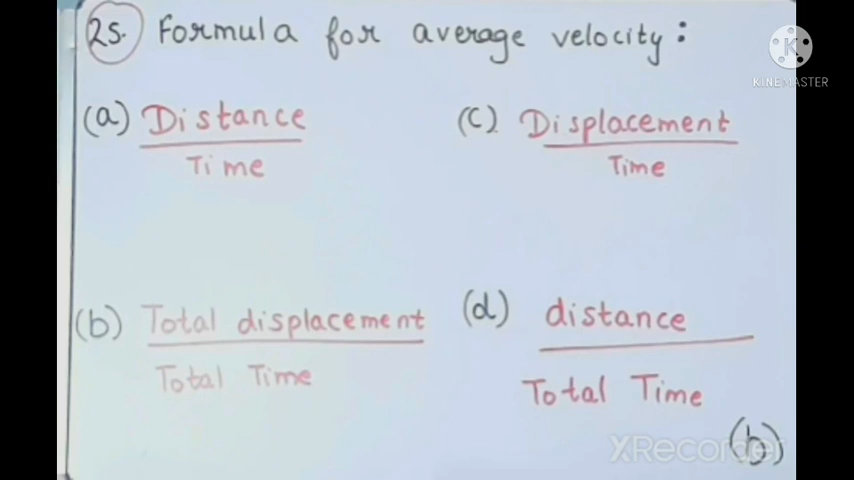 25. Formula for average velocity:
KINEMASTER
(a) Distance
Time
(c) Displacement
Time
(b) Total displacement
Total Time
(d) distance
Total Time
(b)
XRecorder